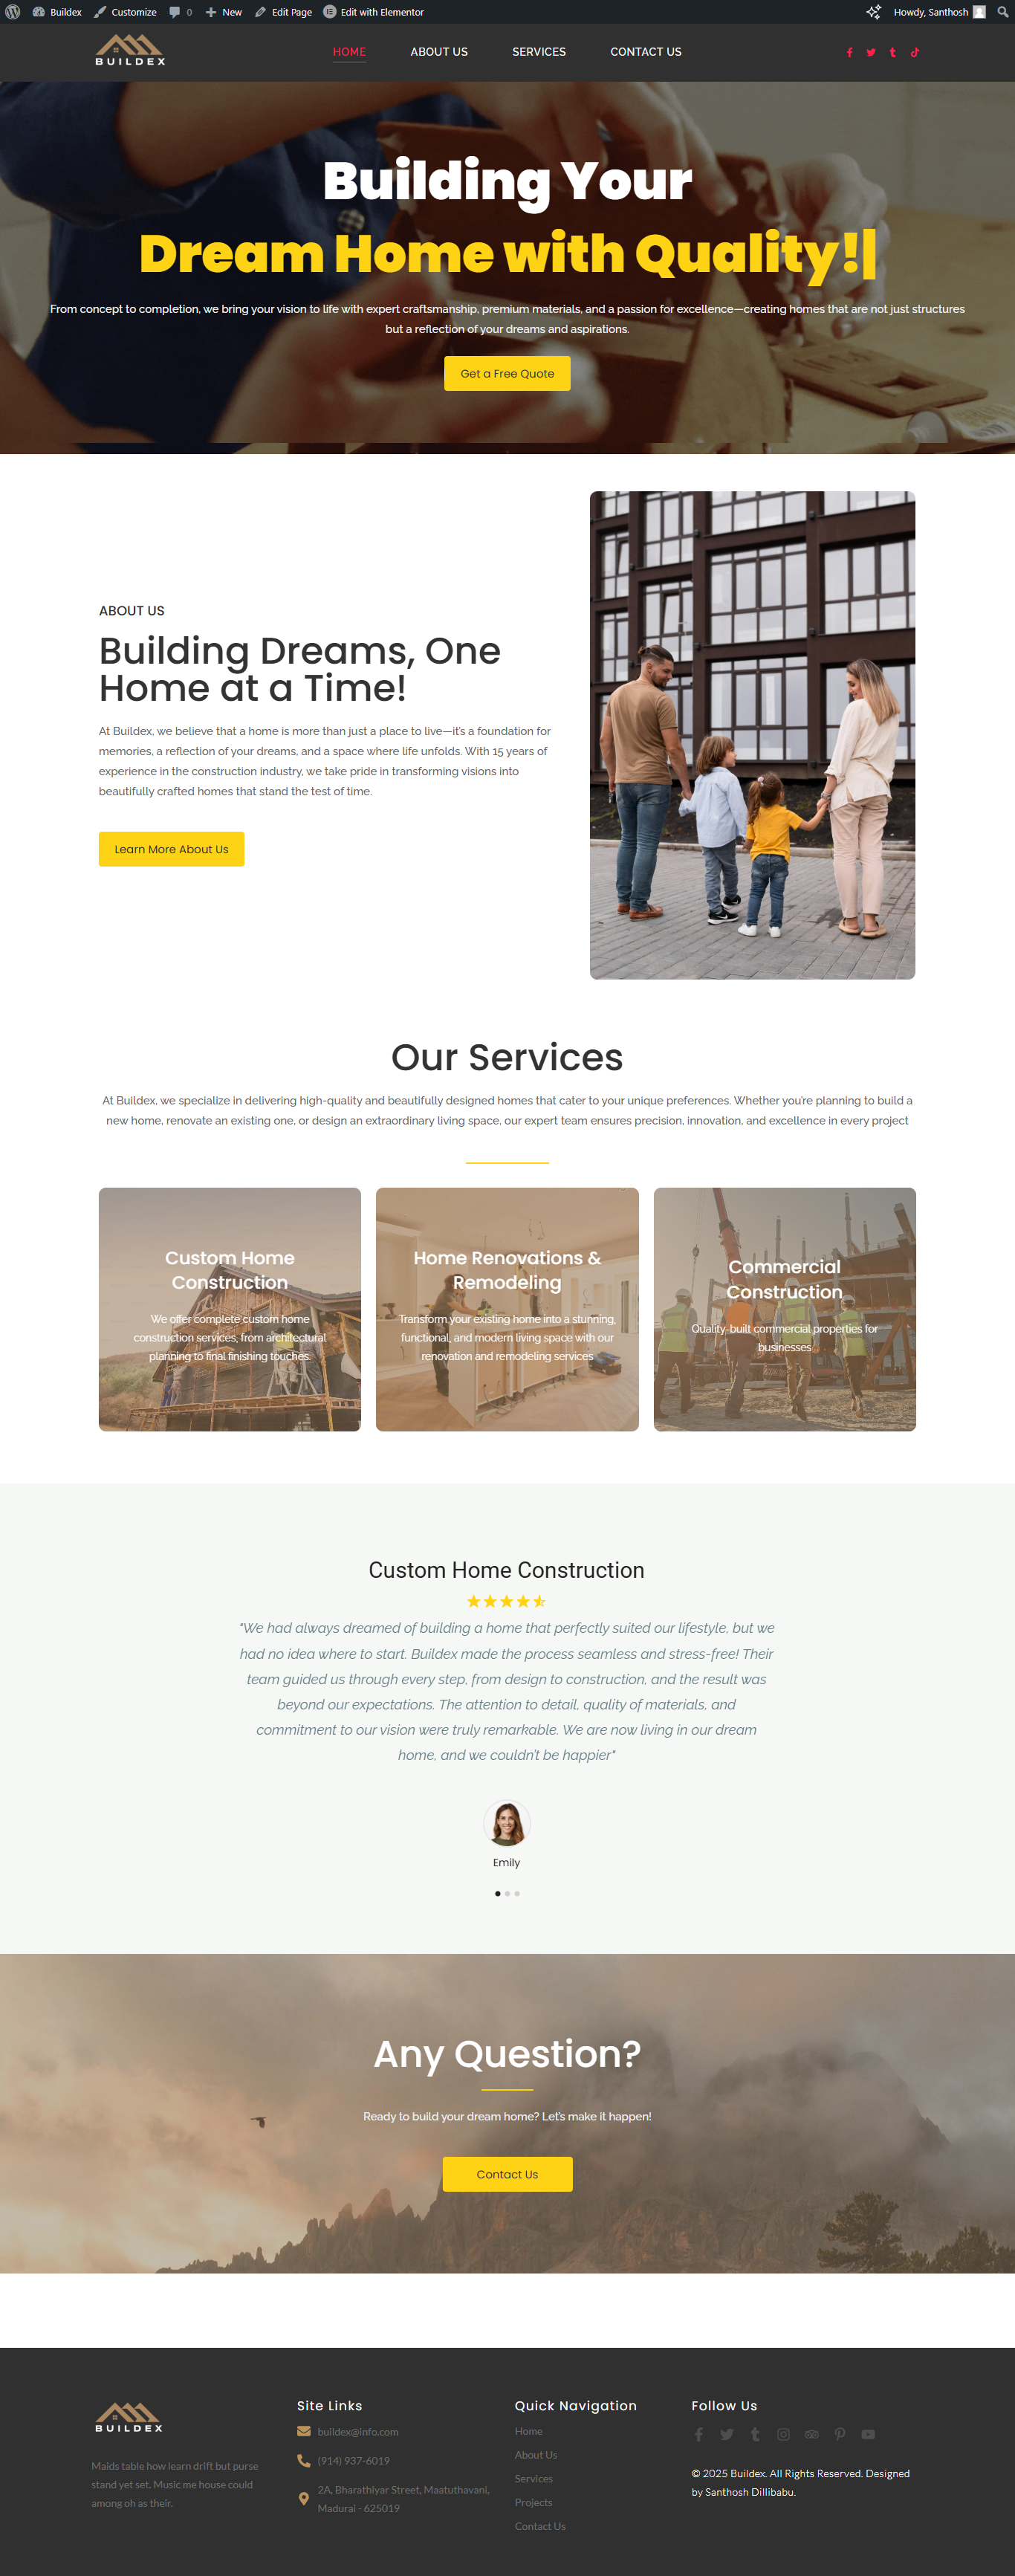 Buildex Customize 0 New Edit Page Edit with Elementor Howdy, Santhosh
BUILDEX
HOME ABOUT US SERVICES CONTACT US
Building Your
Dream Home with Quality!|
From concept to completion, we bring your vision to life with expert craftsmanship, premium materials, and a passion for excellence—creating homes that are not just structures
but a reflection of your dreams and aspirations.
Get a Free Quote
ABOUT US
Building Dreams, One
Home at a Time!
At Buildex, we believe that a home is more than just a place to live—it's a foundation for
memories, a reflection of your dreams, and a space where life unfolds. With 15 years of
experience in the construction industry, we take pride in transforming visions into
beautifully crafted homes that stand the test of time.
Learn More About Us
Our Services
At Buildex, we specialize in delivering high-quality and beautifully designed homes that cater to your unique preferences. Whether you're planning to build a
new home, renovate an existing one, or design an extraordinary living space, our expert team ensures precision, innovation, and excellence in every project
Custom Home
Construction
We offer complete custom home
construction services, from architectural
planning to final finishing touches.
Home Renovations &
Remodeling
Transform your existing home into a stunning,
functional, and modern living space with our
renovation and remodeling services
Commercial
Construction
Quality-built commercial properties for
businesses
Custom Home Construction
"We had always dreamed of building a home that perfectly suited our lifestyle, but we
had no idea where to start. Buildex made the process seamless and stress-free! Their
team guided us through every step, from design to construction, and the result was
beyond our expectations. The attention to detail, quality of materials, and
commitment to our vision were truly remarkable. We are now living in our dream
home, and we couldn't be happier"
Emily
Any Question?
Ready to build your dream home? Let's make it happen!
Contact Us
BUILDEX
Maids table how learn drift but purse
stand yet set. Music me house could
among oh as their.
Site Links
buildex@info.com
(914) 937-6019
2A, Bharathiyar Street, Maatuthavani,
Madurai - 625019
Quick Navigation
Home
About Us
Services
Projects
Contact Us
Follow Us
© 2025 Buildex. All Rights Reserved. Designed
by Santhosh Dillibabu.